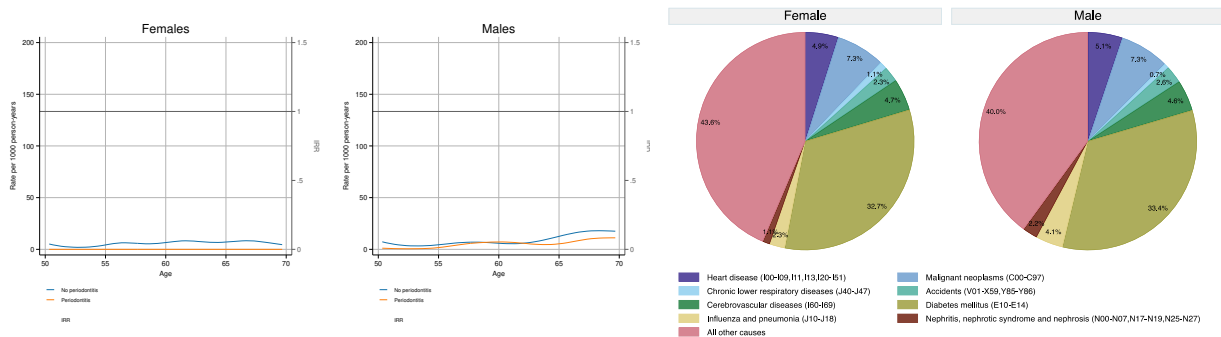 Females
200
150
100
50
0
Rate per 1000 person-years
1.5
1
.5
0
IRR
50
55
60
65
70
Age
No periodontitis
Periodontitis
IRR
Males
200
150
100
50
0
Rate per 1000 person-years
1.5
1
.5
0
IRR
50
55
60
65
70
Age
No periodontitis
Periodontitis
IRR
Female
4.9%
7.3%
1.1%
2.3%
4.7%
32.7%
2.3%
1.1%
43.6%
Male
5.1%
7.3%
0.7%
2.6%
4.6%
33.4%
4.1%
2.2%
40.0%
Heart disease (I00-I09,I11,I13,I20-I51)
Malignant neoplasms (C00-C97)
Chronic lower respiratory diseases (J40-J47)
Accidents (V01-X59,Y85-Y86)
Cerebrovascular diseases (I60-I69)
Diabetes mellitus (E10-E14)
Influenza and pneumonia (J10-J18)
Nephritis, nephrotic syndrome and nephrosis (N00-N07,N17-N19,N25-N27)
All other causes